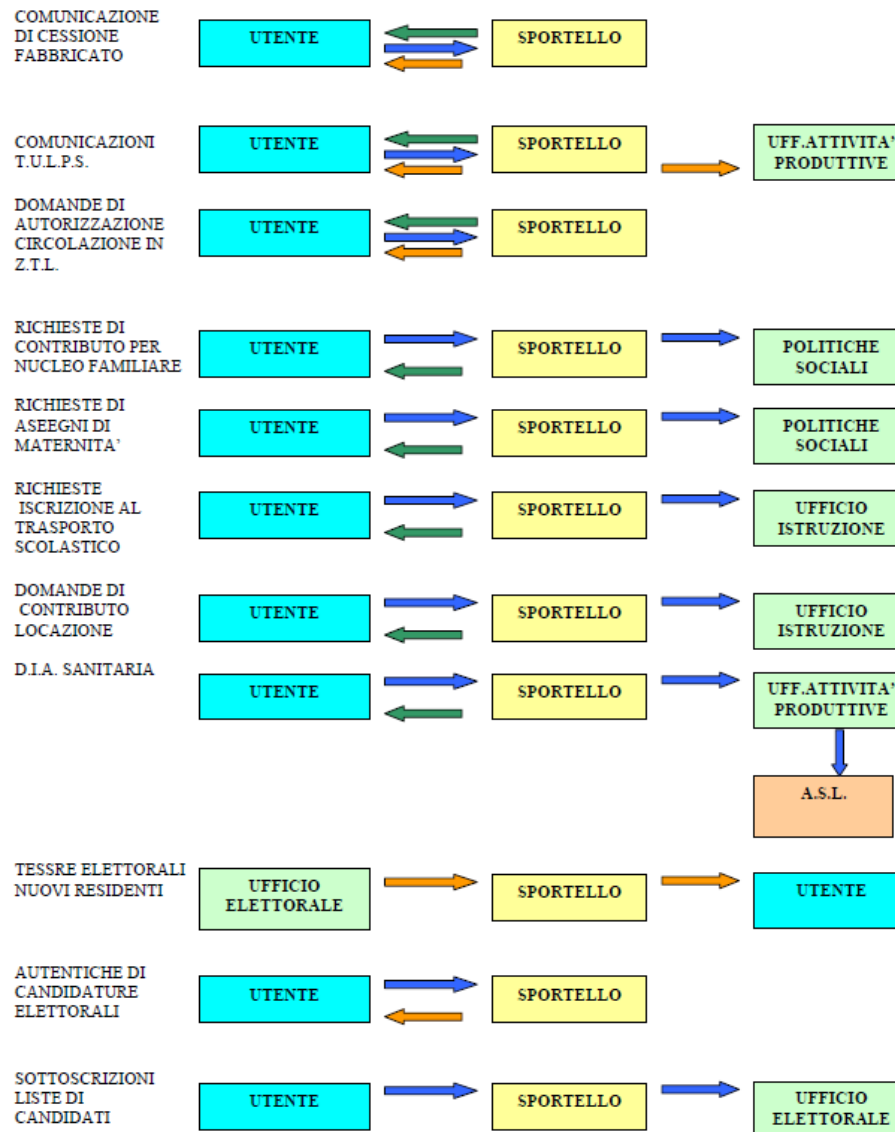 COMUNICAZIONE
DI CESSIONE
FABBRICATO
UTENTE
SPORTELLO
COMUNICAZIONI
T.U.L.P.S.
UTENTE
SPORTELLO
UFF.ATTIVITA'
PRODUTTIVE
DOMANDE DI
AUTORIZZAZIONE
CIRCOLAZIONE IN
Z.T.L.
UTENTE
SPORTELLO
RICHIESTE DI
CONTRIBUTO PER
NUCLEO FAMILIARE
UTENTE
SPORTELLO
POLITICHE
SOCIALI
RICHIESTE DI
ASEEGNI DI
MATERNITA'
UTENTE
SPORTELLO
POLITICHE
SOCIALI
RICHIESTE
ISCRIZIONE AL
TRASPORTO
SCOLASTICO
UTENTE
SPORTELLO
UFFICIO
ISTRUZIONE
DOMANDE DI
CONTRIBUTO
LOCAZIONE
UTENTE
SPORTELLO
UFFICIO
ISTRUZIONE
D.I.A. SANITARIA
UTENTE
SPORTELLO
UFF.ATTIVITA'
PRODUTTIVE
A.S.L.
TESSRE ELETTORALI
NUOVI RESIDENTI
UFFICIO
ELETTORALE
SPORTELLO
UTENTE
AUTENTICHE DI
CANDIDATURE
ELETTORALI
UTENTE
SPORTELLO
SOTTOSCRIZIONI
LISTE DI
CANDIDATI
UTENTE
SPORTELLO
UFFICIO
ELETTORALE